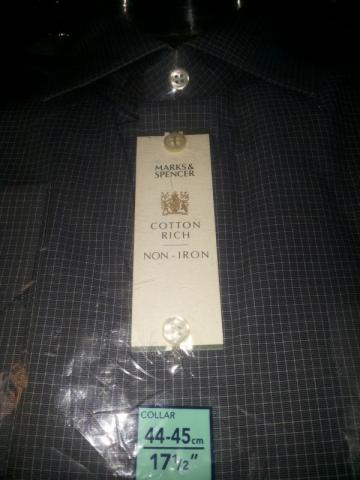 MARKS &
SPENCER
COTTON
RICH
NON-IRON
COLLAR
44-45cm
17½"